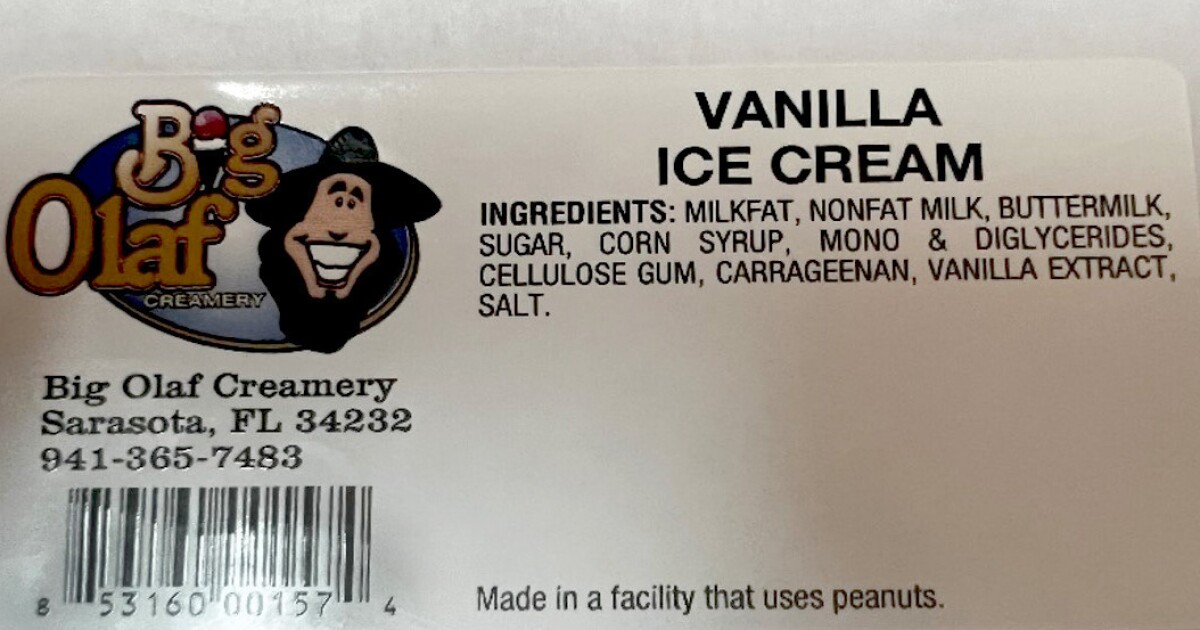 Big
Olaf
CREAMERY
Big Olaf Creamery
Sarasota, FL 34232
941-365-7483
8 53160 00157 4
VANILLA
ICE CREAM
INGREDIENTS: MILKFAT, NONFAT MILK, BUTTERMILK,
SUGAR, CORN SYRUP, MONO & DIGLYCERIDES,
CELLULOSE GUM, CARRAGEENAN, VANILLA EXTRACT,
SALT.
Made in a facility that uses peanuts.